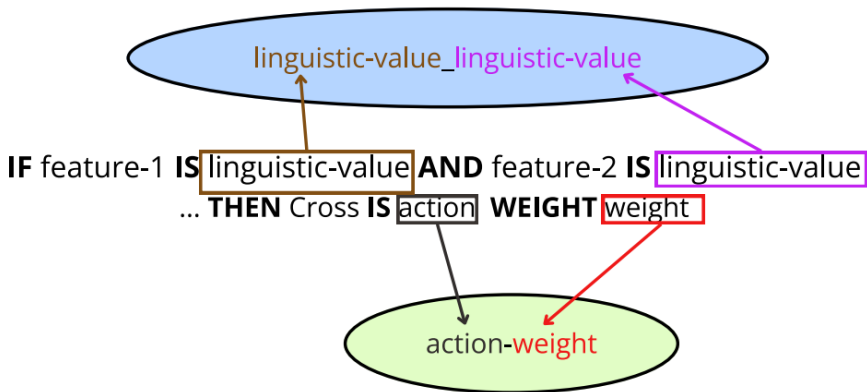 linguistic-value_linguistic-value
IF feature-1 IS linguistic-value AND feature-2 IS linguistic-value
... THEN Cross IS action WEIGHT weight
action-weight